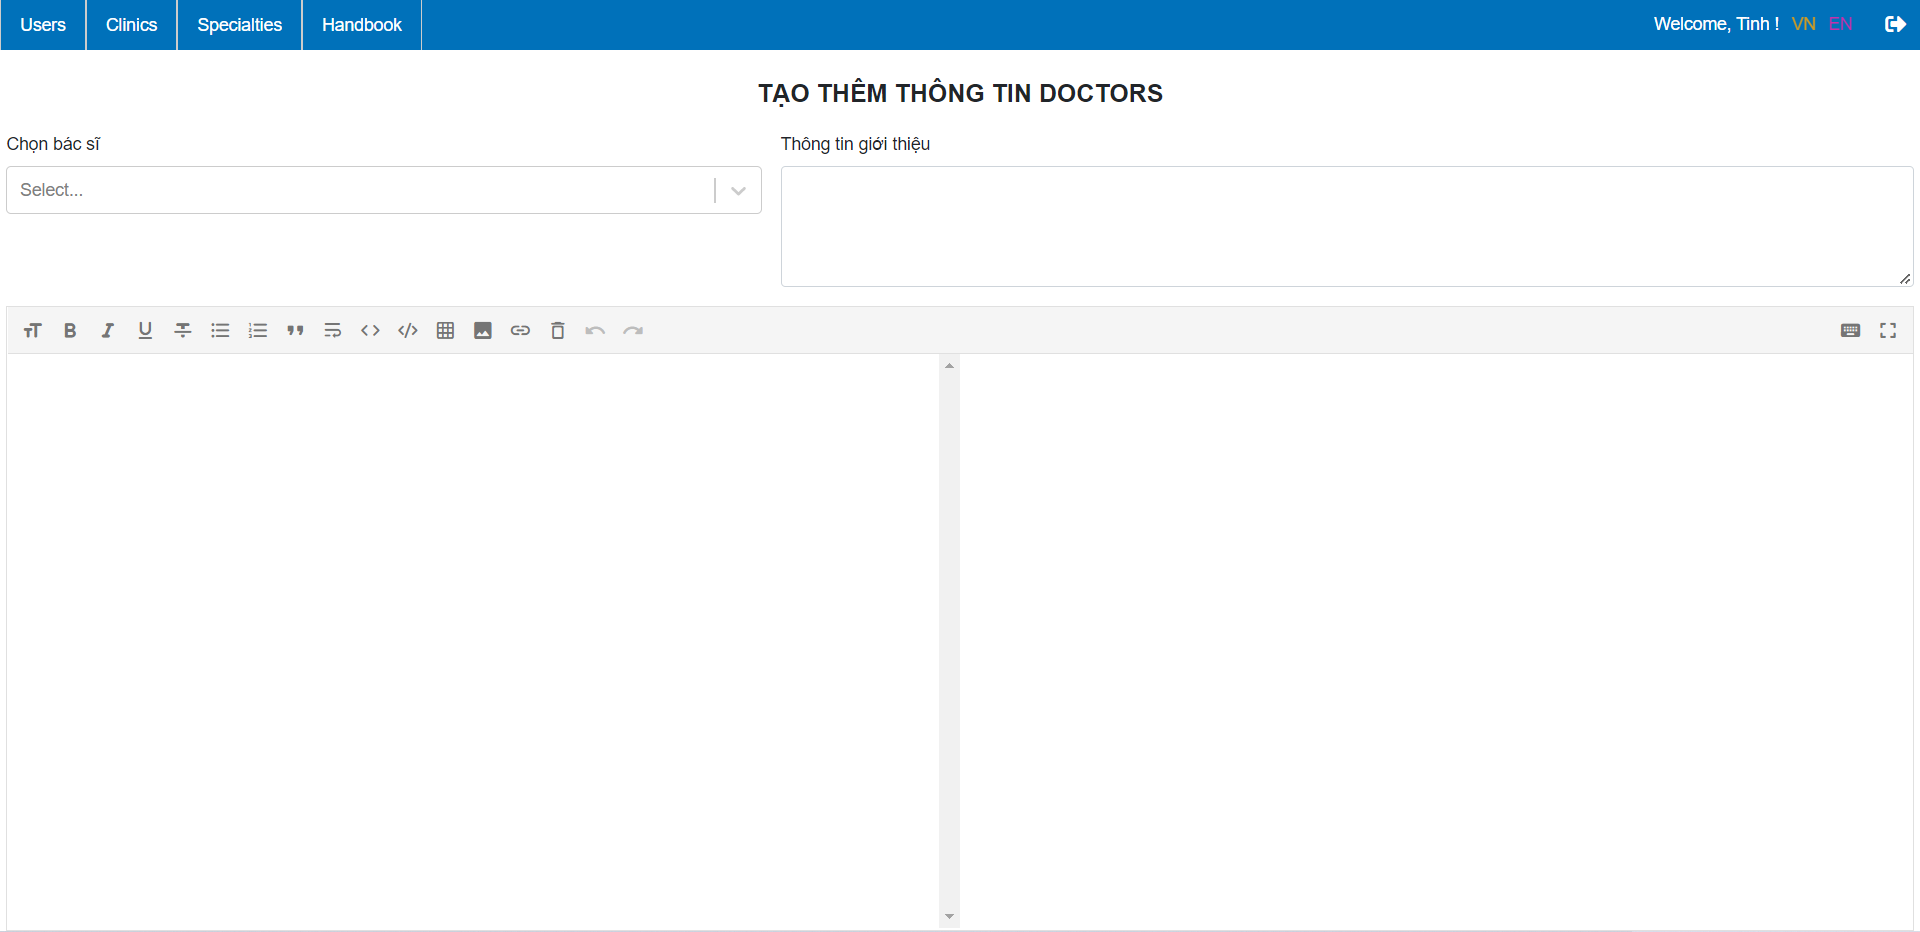 Users Clinics Specialties Handbook Welcome, Tinh ! VN EN
TẠO THÊM THÔNG TIN DOCTORS
Chọn bác sĩ
Thông tin giới thiệu
Select...